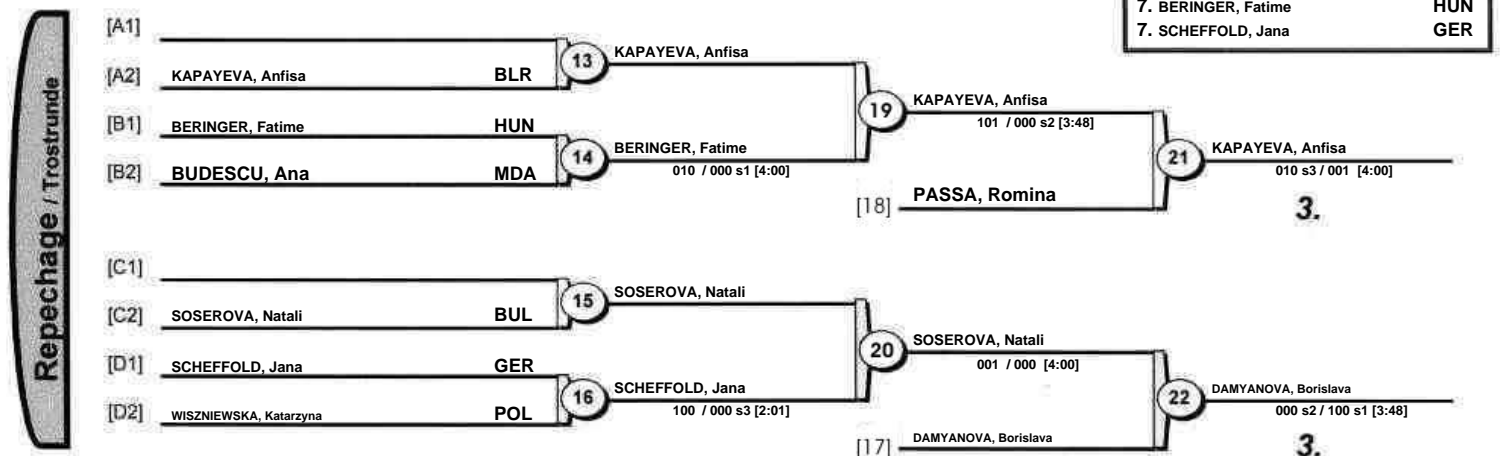 7. BERINGER, Fatime HUN
7. SCHEFFOLD, Jana GER
Repechage / Trostrunde
[A1]
[A2] KAPAYEVA, Anfisa BLR
13 KAPAYEVA, Anfisa
[B1] BERINGER, Fatime HUN
[B2] BUDESCU, Ana MDA
14 BERINGER, Fatime
010 / 000 s1 [4:00]
19 KAPAYEVA, Anfisa
101 / 000 s2 [3:48]
[18] PASSA, Romina
21 KAPAYEVA, Anfisa
010 s3 / 001 [4:00]
3.
[C1]
[C2] SOSEROVA, Natali BUL
15 SOSEROVA, Natali
[D1] SCHEFFOLD, Jana GER
[D2] WISZNIEWSKA, Katarzyna POL
16 SCHEFFOLD, Jana
100 / 000 s3 [2:01]
20 SOSEROVA, Natali
001 / 000 [4:00]
[17] DAMYANOVA, Borislava
22 DAMYANOVA, Borislava
000 s2 / 100 s1 [3:48]
3.